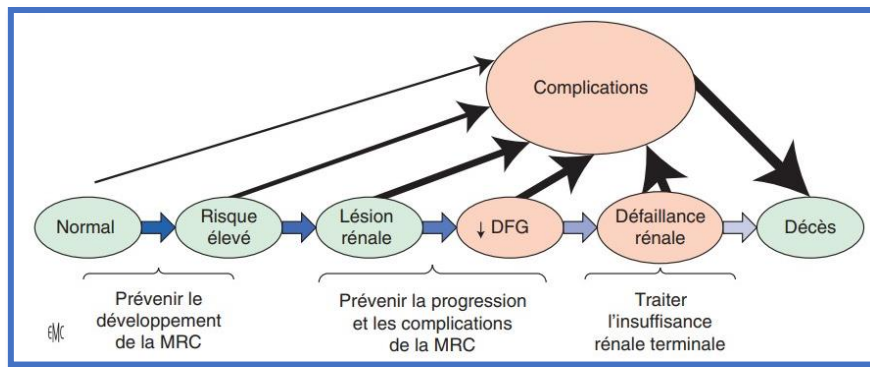 Complications
Normal
Risque
élevé
Lésion
rénale
↓ DFG
Défaillance
rénale
Décès
Prévenir le
développement
de la MRC
Prévenir la progression
et les complications
de la MRC
Traiter
l'insuffisance
rénale terminale
EMC